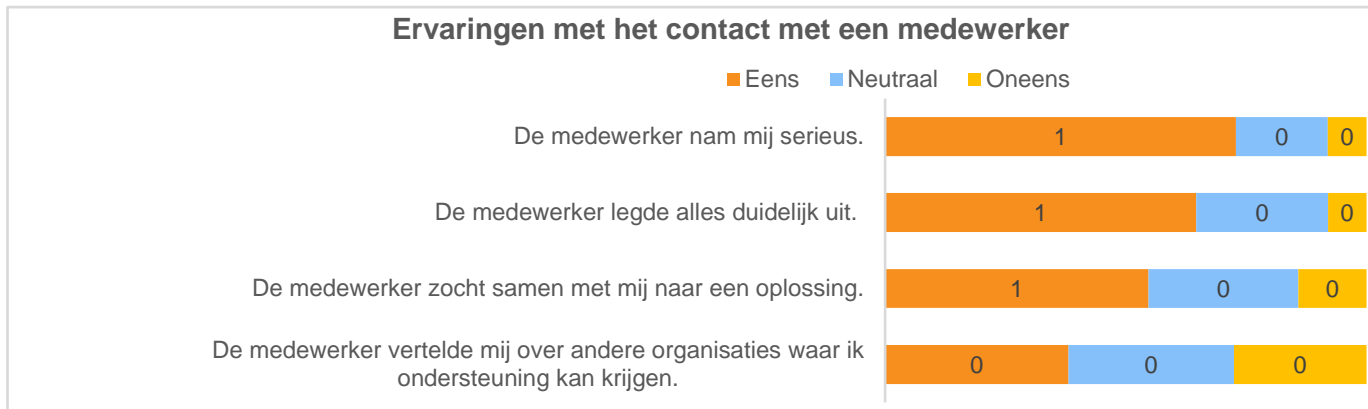 Ervaringen met het contact met een medewerker
Eens Neutraal Oneens
De medewerker nam mij serieus. 1 0 0
De medewerker legde alles duidelijk uit. 1 0 0
De medewerker zocht samen met mij naar een oplossing. 1 0 0
De medewerker vertelde mij over andere organisaties waar ik
ondersteuning kan krijgen. 0 0 0